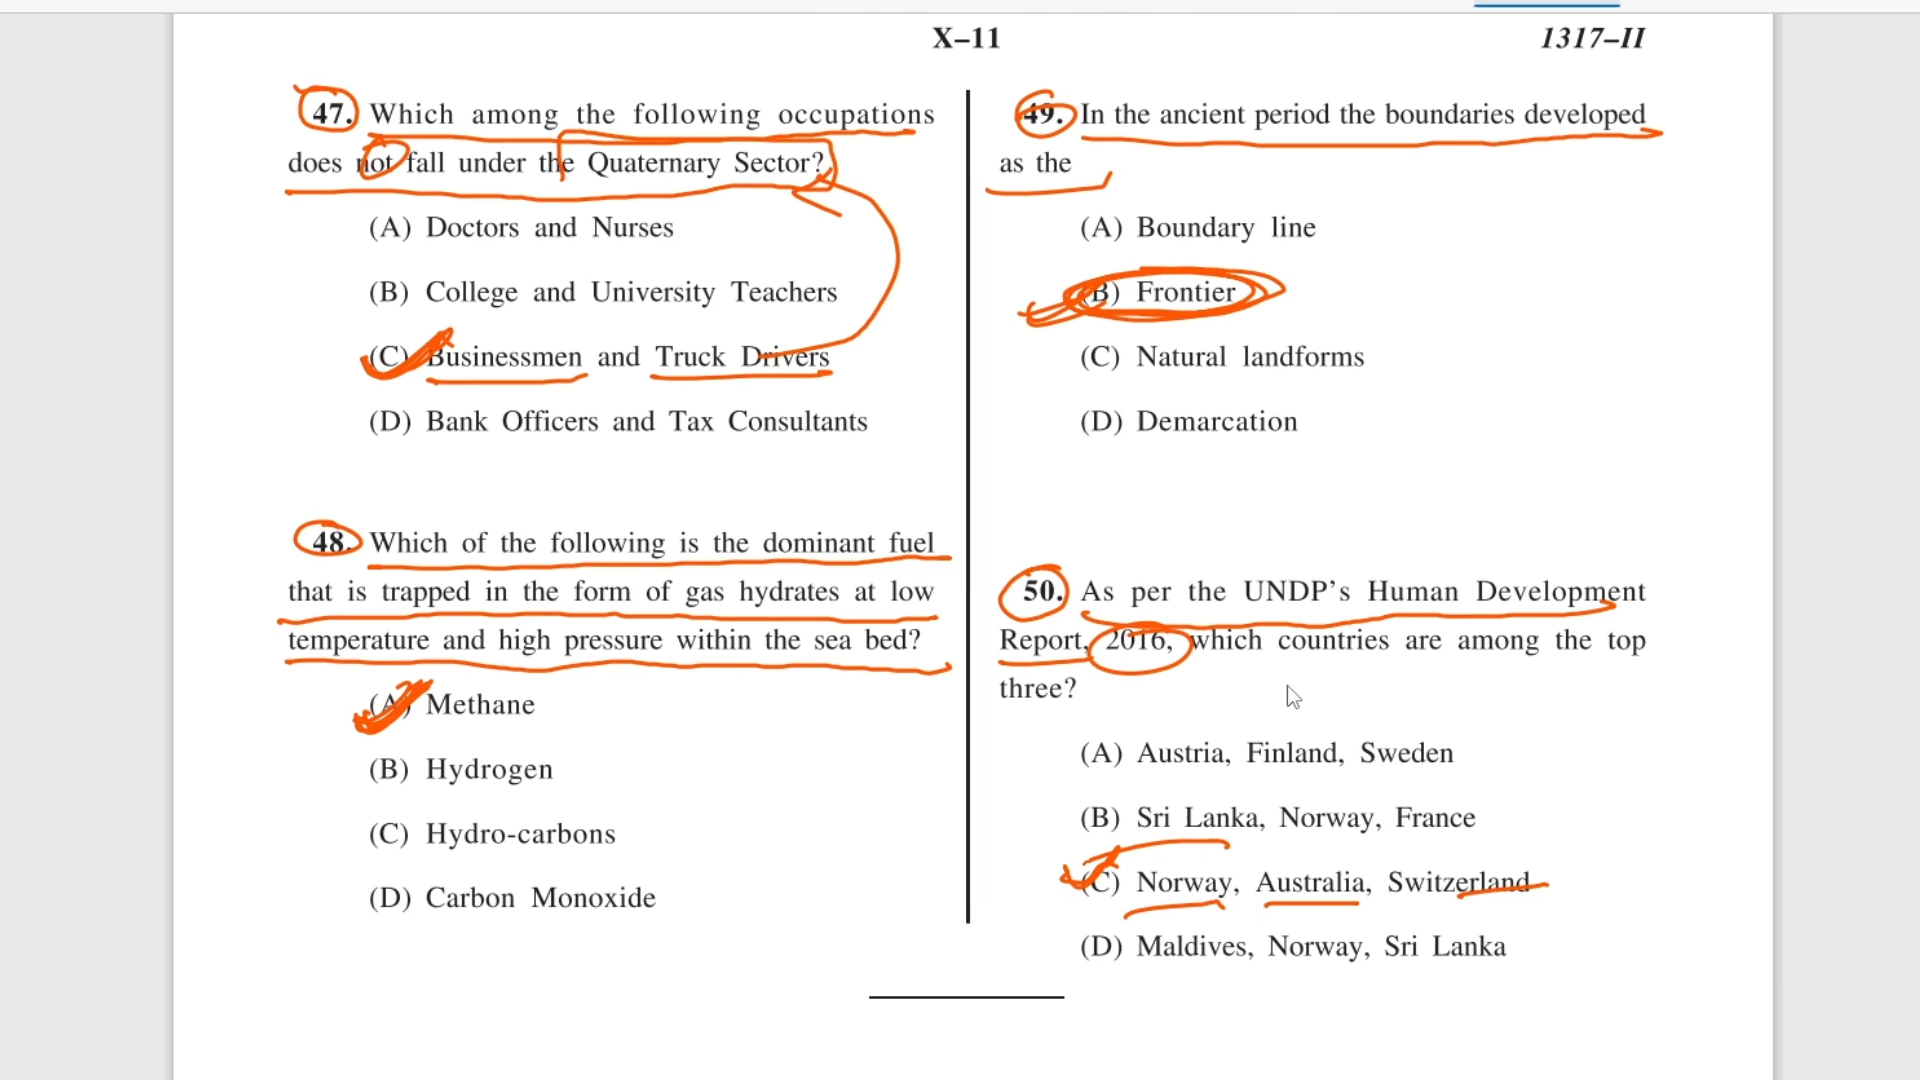 X–11
1317–II
47. Which among the following occupations
does not fall under the Quaternary Sector?
(A) Doctors and Nurses
(B) College and University Teachers
(C) Businessmen and Truck Drivers
(D) Bank Officers and Tax Consultants
48. Which of the following is the dominant fuel
that is trapped in the form of gas hydrates at low
temperature and high pressure within the sea bed?
(A) Methane
(B) Hydrogen
(C) Hydro-carbons
(D) Carbon Monoxide
49. In the ancient period the boundaries developed
as the
(A) Boundary line
(B) Frontier
(C) Natural landforms
(D) Demarcation
50. As per the UNDP's Human Development
Report, 2016, which countries are among the top
three?
(A) Austria, Finland, Sweden
(B) Sri Lanka, Norway, France
(C) Norway, Australia, Switzerland
(D) Maldives, Norway, Sri Lanka